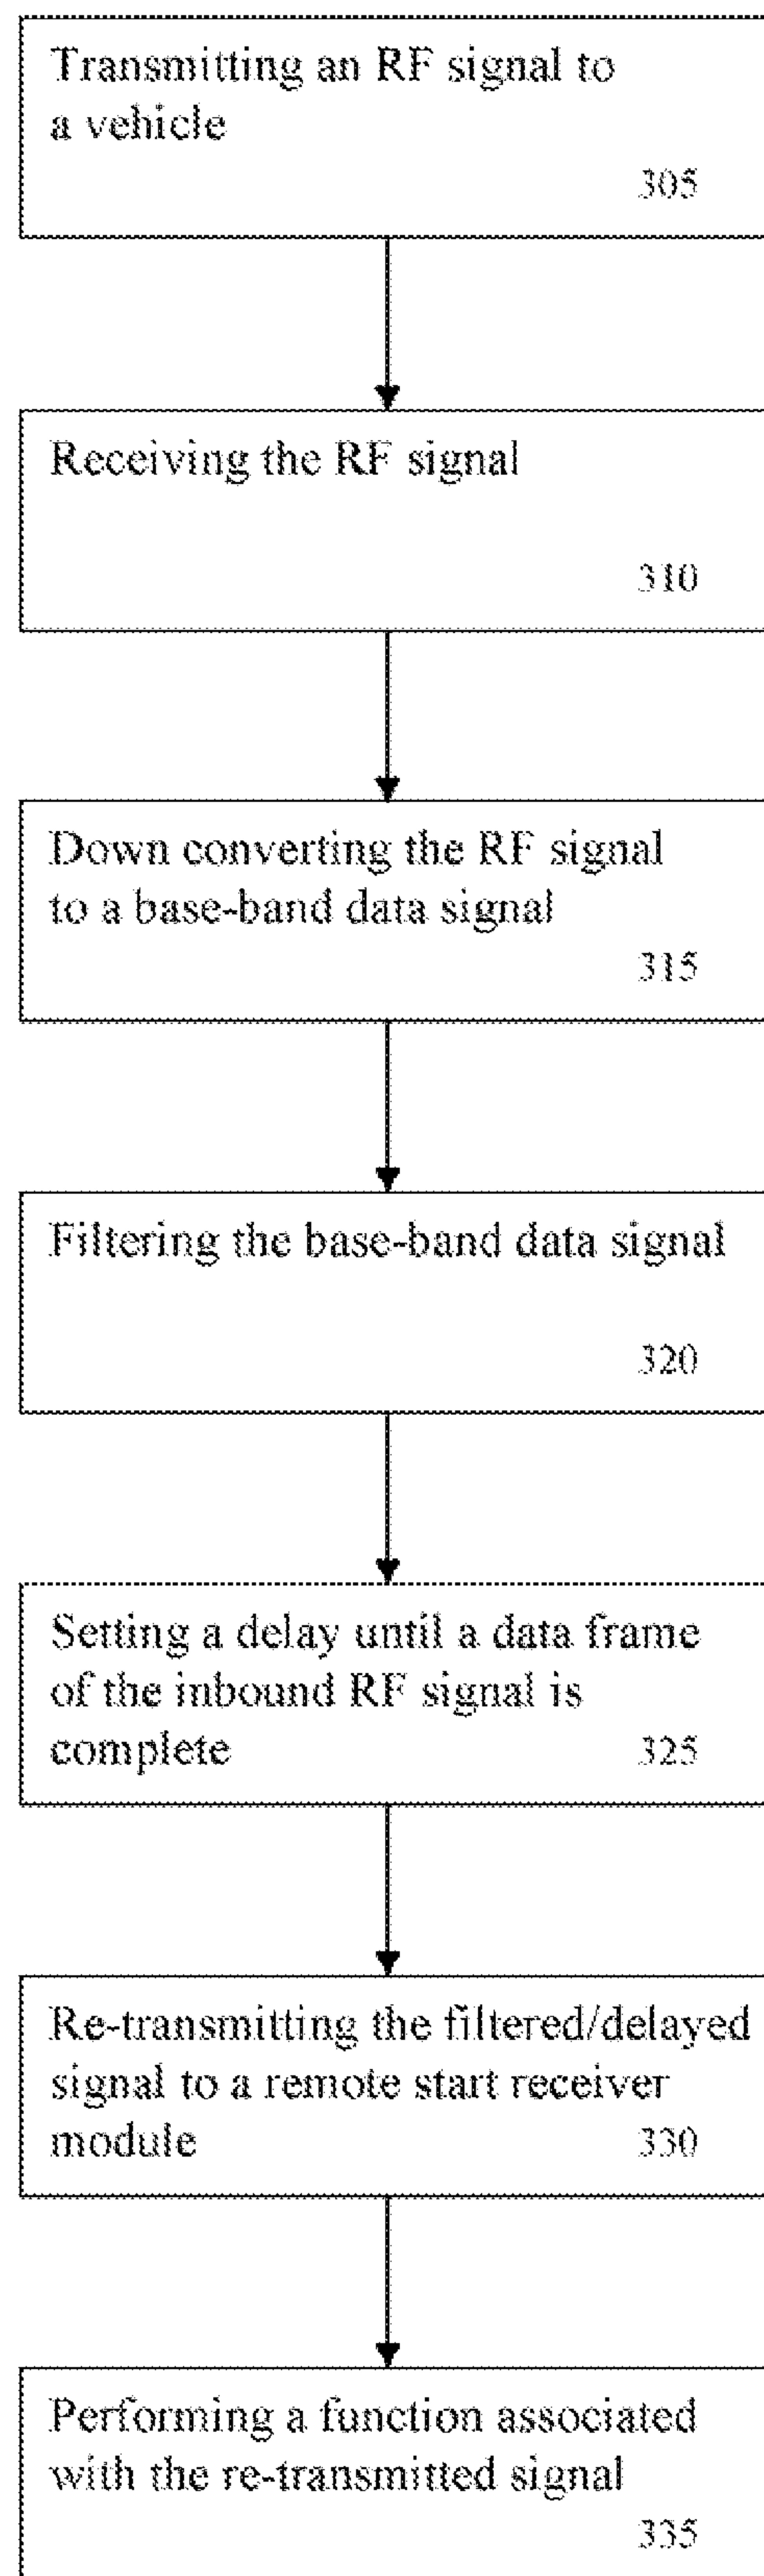 Transmitting an RF signal to
a vehicle
305
Receiving the RF signal
310
Down converting the RF signal
to a base-band data signal
315
Filtering the base-band data signal
320
Setting a delay until a data frame
of the inbound RF signal is
complete 325
Re-transmitting the filtered/delayed
signal to a remote start receiver
module 330
Performing a function associated
with the re-transmitted signal
335